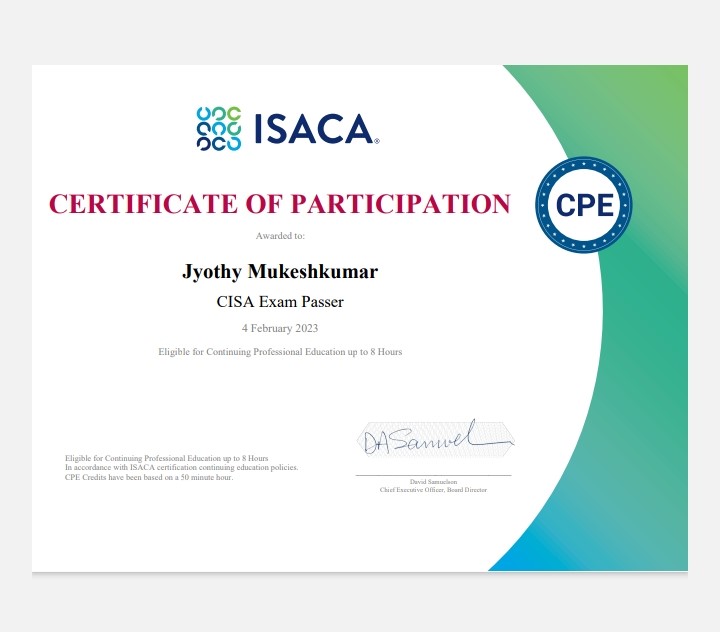 ISACA®
CERTIFICATE OF PARTICIPATION
CPE
Awarded to:
Jyothy Mukeshkumar
CISA Exam Passer
4 February 2023
Eligible for Continuing Professional Education up to 8 Hours
DASamuel
Eligible for Continuing Professional Education up to 8 Hours
In accordance with ISACA certification continuing education policies.
CPE Credits have been based on a 50 minute hour.
David Samuelson
Chief Executive Officer, Board Director